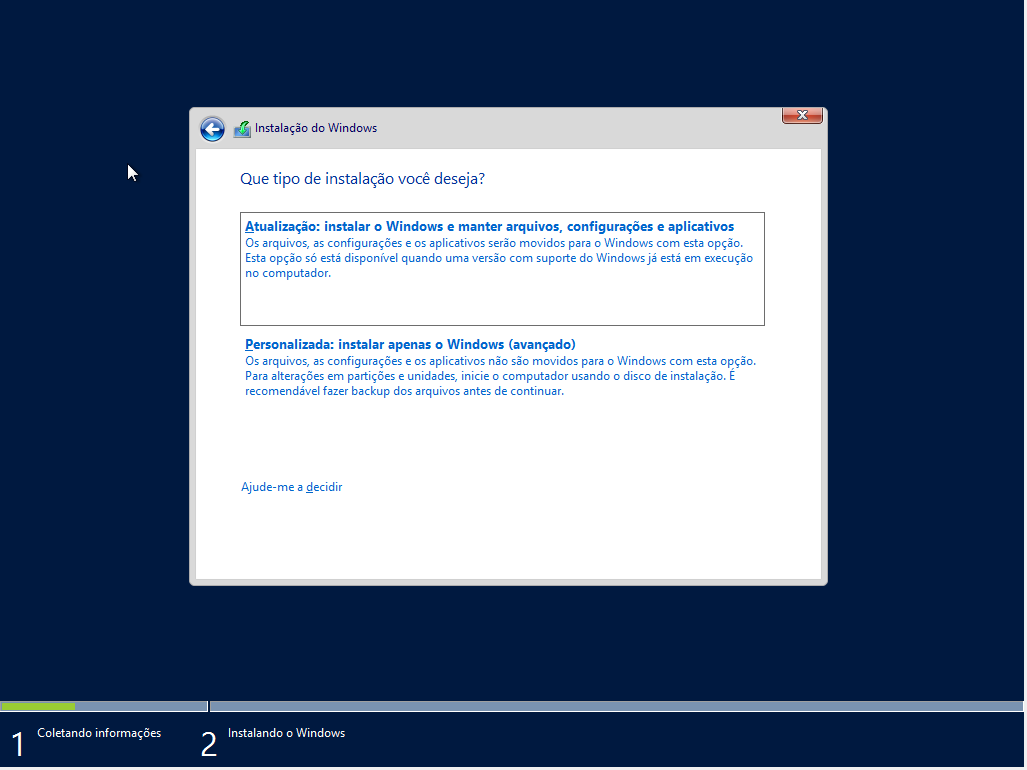 Instalação do Windows
Que tipo de instalação você deseja?
Atualização: instalar o Windows e manter arquivos, configurações e aplicativos
Os arquivos, as configurações e os aplicativos serão movidos para o Windows com esta opção.
Esta opção só está disponível quando uma versão com suporte do Windows já está em execução
no computador.
Personalizada: instalar apenas o Windows (avançado)
Os arquivos, as configurações e os aplicativos não são movidos para o Windows com esta opção.
Para alterações em partições e unidades, inicie o computador usando o disco de instalação. É
recomendável fazer backup dos arquivos antes de continuar.
Ajude-me a decidir
1 Coletando informações
2 Instalando o Windows